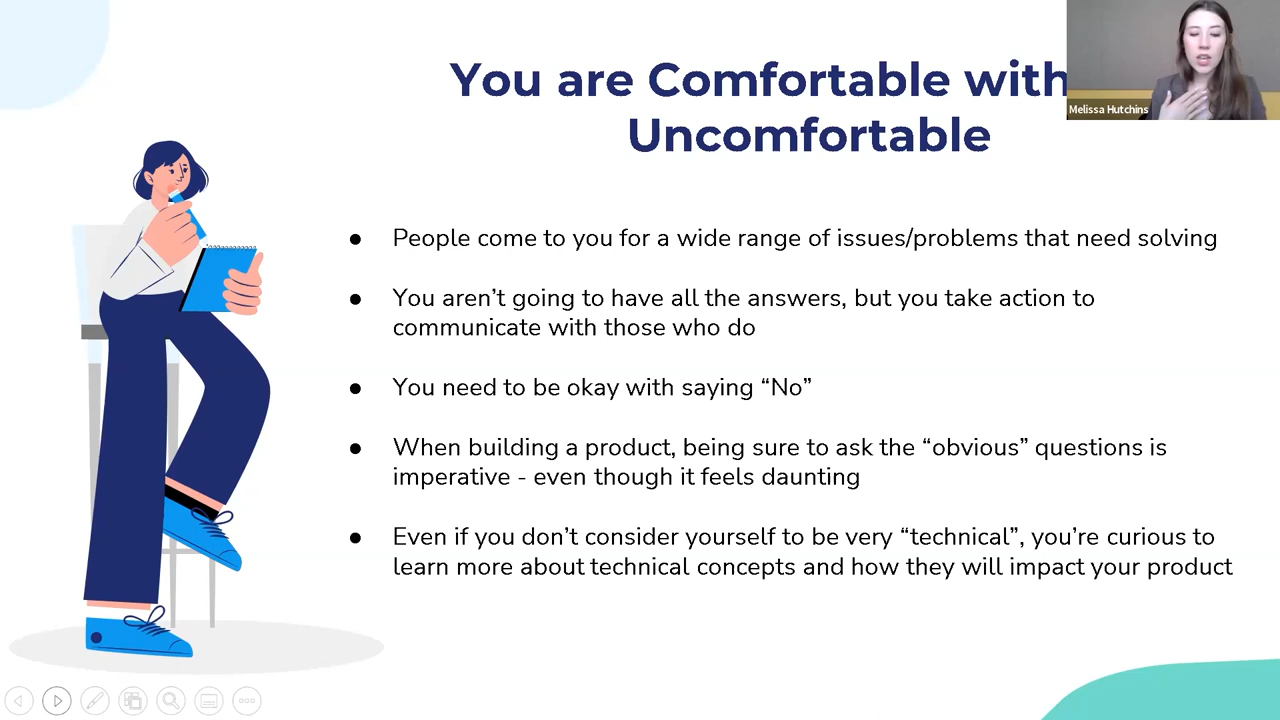 You are Comfortable with
Uncomfortable
Melissa Hutchins
● People come to you for a wide range of issues/problems that need solving
● You aren’t going to have all the answers, but you take action to
communicate with those who do
● You need to be okay with saying “No”
● When building a product, being sure to ask the “obvious” questions is
imperative - even though it feels daunting
● Even if you don’t consider yourself to be very “technical”, you’re curious to
learn more about technical concepts and how they will impact your product